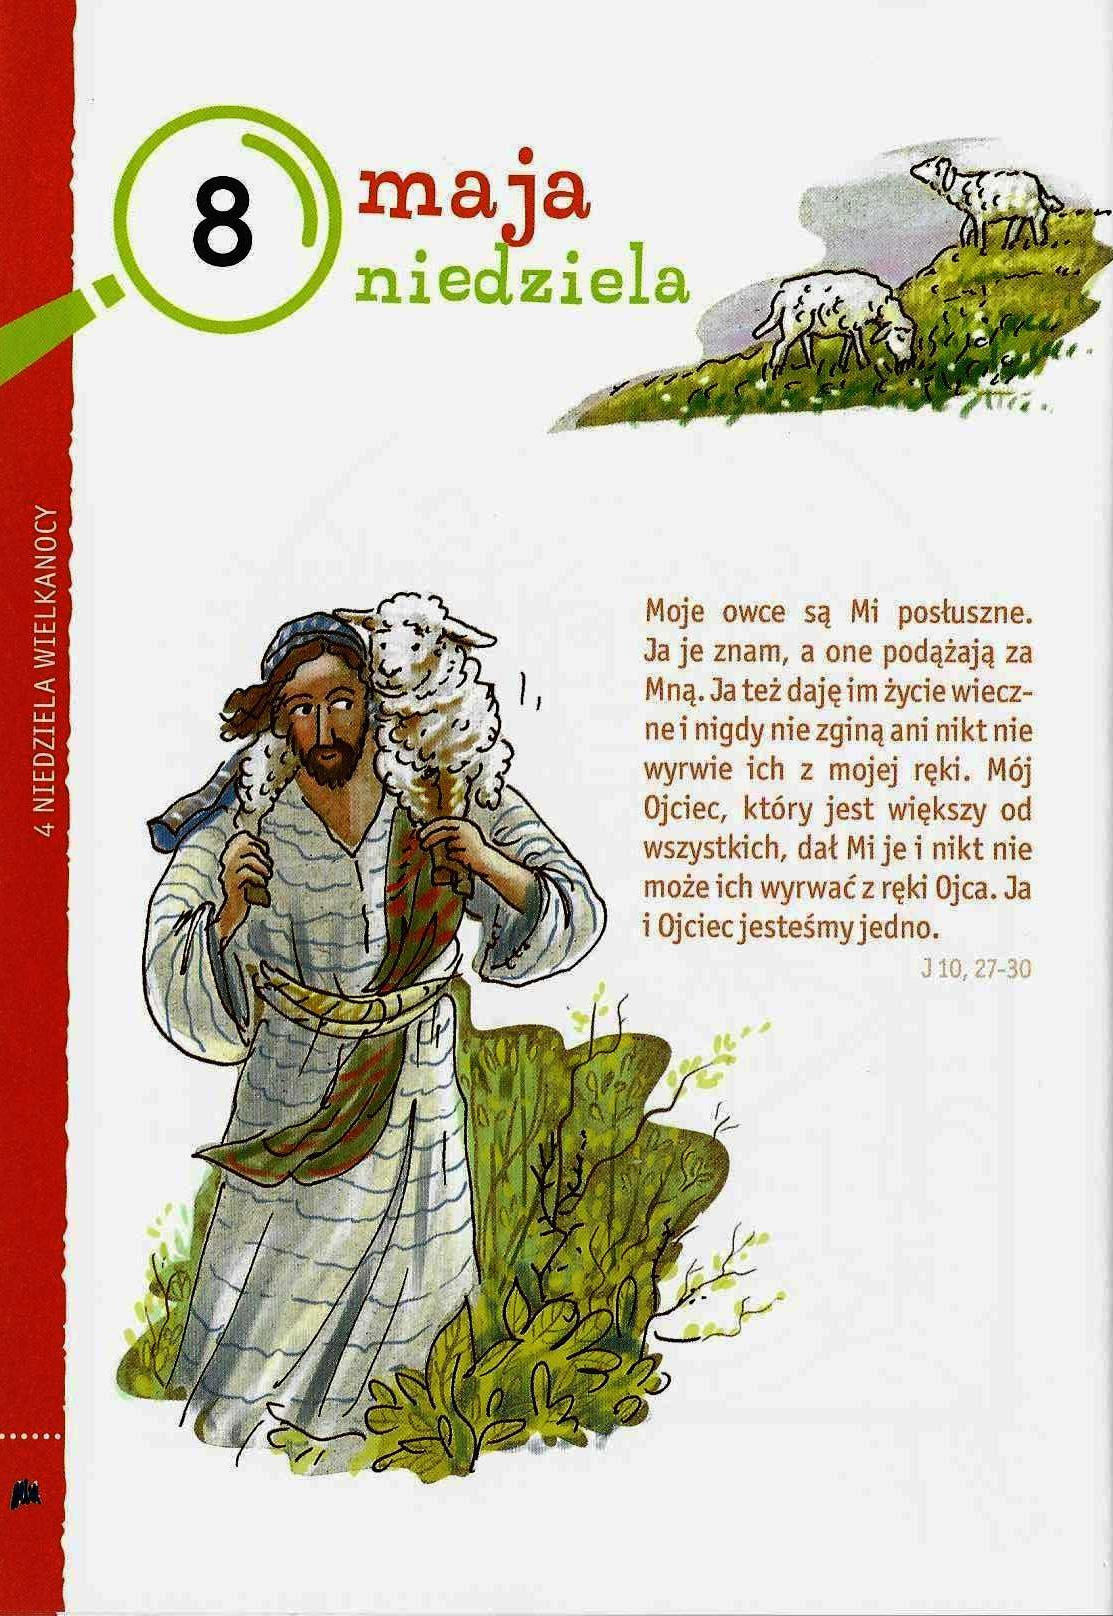 8
maja
niedziela
4 NIEDZIELA WIELKANOCY
Moje owce są Mi posłuszne.
Ja je znam, a one podążają za
Mną. Ja też daję im życie wiecz-
ne i nigdy nie zginą ani nikt nie
wyrwie ich z mojej ręki. Mój
Ojciec, który jest większy od
wszystkich, dał Mi je i nikt nie
może ich wyrwać z ręki Ojca. Ja
i Ojciec jesteśmy jedno.
J 10, 27-30